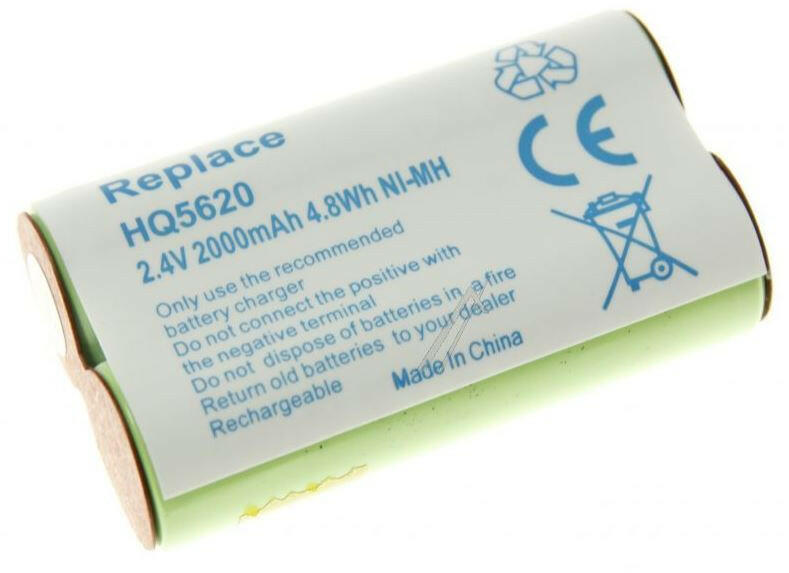 Replace
HQ5620
2.4V 2000mAh 4.8Wh NI-MH
Only use the recommended
battery charger
Do not connect the positive with
the negative terminal
Do not dispose of batteries in a fire
Return old batteries to your dealer
Rechargeable
Made In China
CE